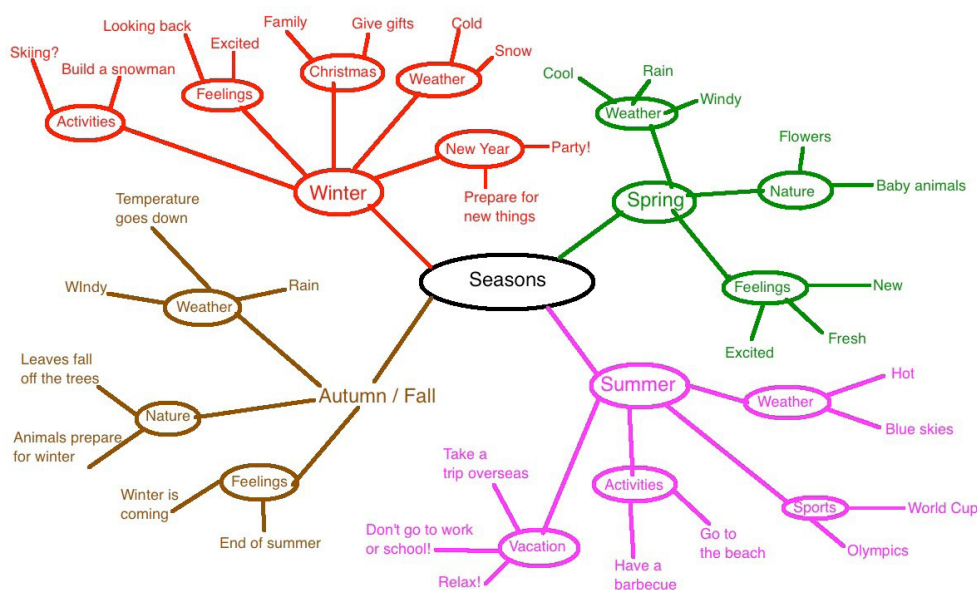 Seasons
Winter
Activities
Skiing?
Build a snowman
Feelings
Looking back
Excited
Christmas
Family
Give gifts
Weather
Cold
Snow
New Year
Party!
Prepare for
new things
Spring
Weather
Cool
Rain
Windy
Nature
Flowers
Baby animals
Feelings
New
Fresh
Excited
Summer
Weather
Hot
Blue skies
Sports
World Cup
Olympics
Activities
Go to
the beach
Have a
barbecue
Vacation
Take a
trip overseas
Don't go to work
or school!
Relax!
Autumn / Fall
Weather
Temperature
goes down
WIndy
Rain
Nature
Leaves fall
off the trees
Animals prepare
for winter
Feelings
Winter is
coming
End of summer